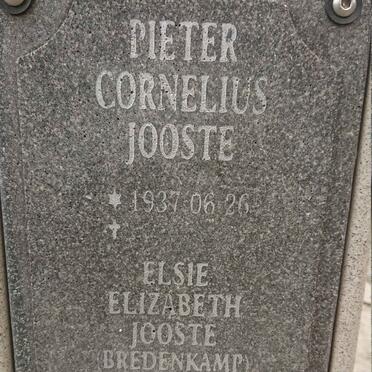 PIETER
CORNELIUS
JOOSTE
* 1937.06.26
†
ELSIE
ELIZABETH
JOOSTE
(BREDENKAMP)